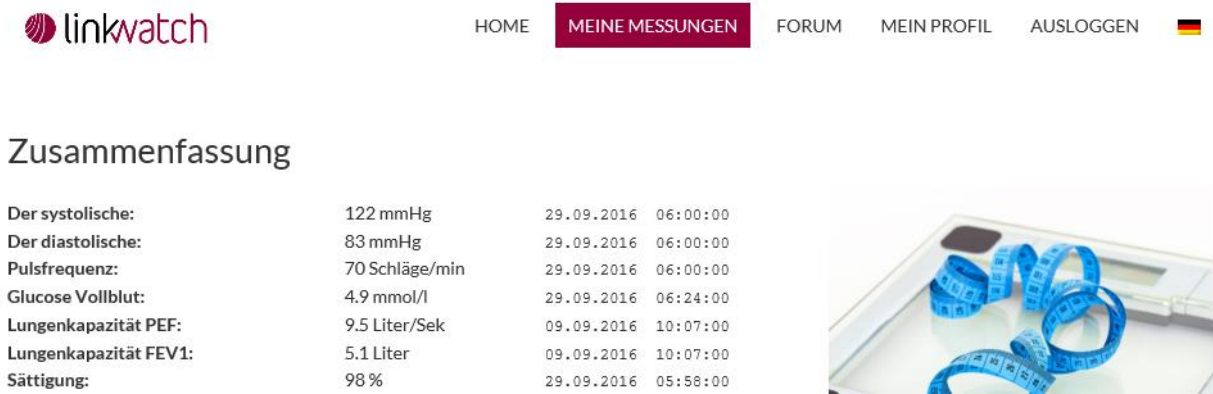 linkwatch HOME MEINE MESSUNGEN FORUM MEIN PROFIL AUSLOGGEN
Zusammenfassung
Der systolische: 122 mmHg 29.09.2016 06:00:00
Der diastolische: 83 mmHg 29.09.2016 06:00:00
Pulsfrequenz: 70 Schläge/min 29.09.2016 06:00:00
Glucose Vollblut: 4.9 mmol/l 29.09.2016 06:24:00
Lungenkapazität PEF: 9.5 Liter/Sek 09.09.2016 10:07:00
Lungenkapazität FEV1: 5.1 Liter 09.09.2016 10:07:00
Sättigung: 98 % 29.09.2016 05:58:00